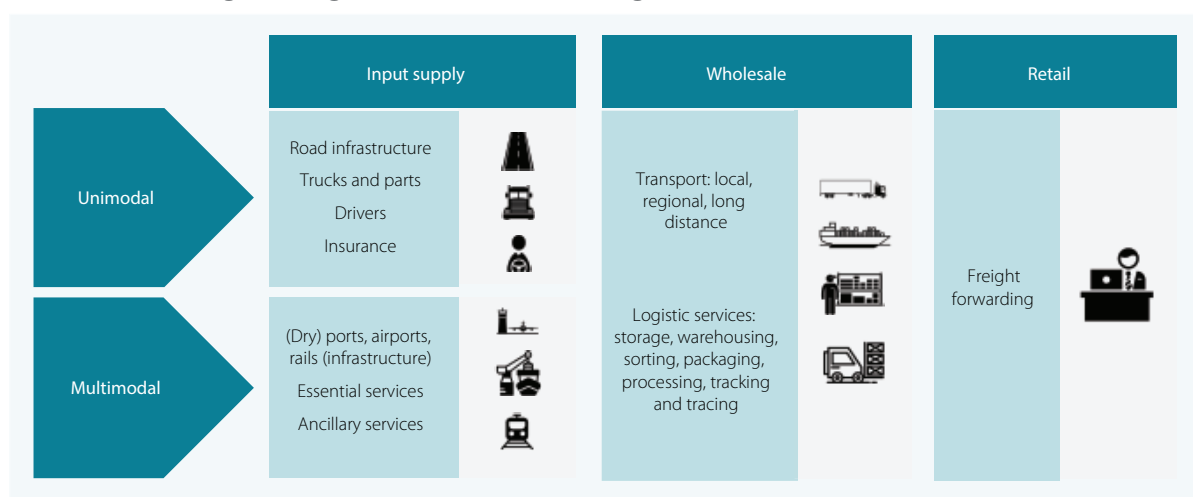 Input supply
Wholesale
Retail
Unimodal
Road infrastructure
Trucks and parts
Drivers
Insurance
Transport: local,
regional, long
distance
Freight
forwarding
Multimodal
(Dry) ports, airports,
rails (infrastructure)
Essential services
Ancillary services
Logistic services:
storage, warehousing,
sorting, packaging,
processing, tracking
and tracing